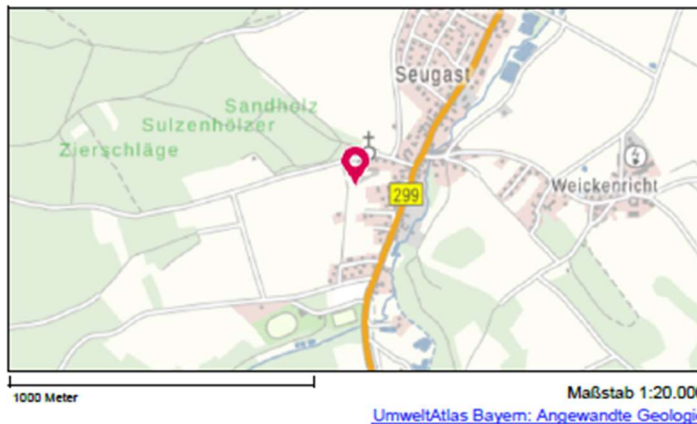 Seugast
Sandholz
Sulzenhölzer
Zierschläge
299
Weickenricht
1000 Meter
Maßstab 1:20.000
UmweltAtlas Bayern: Angewandte Geologie